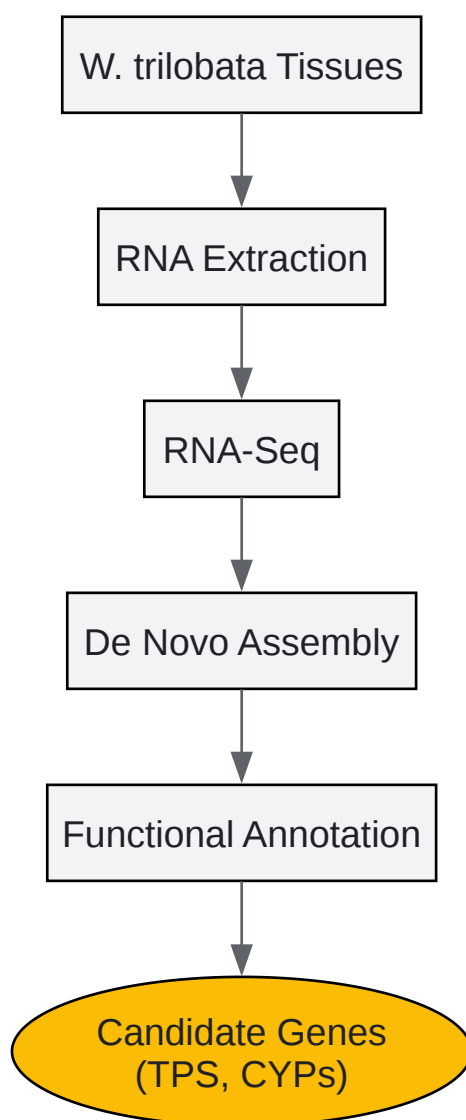 W. trilobata Tissues
RNA Extraction
RNA-Seq
De Novo Assembly
Functional Annotation
Candidate Genes
(TPS, CYPs)